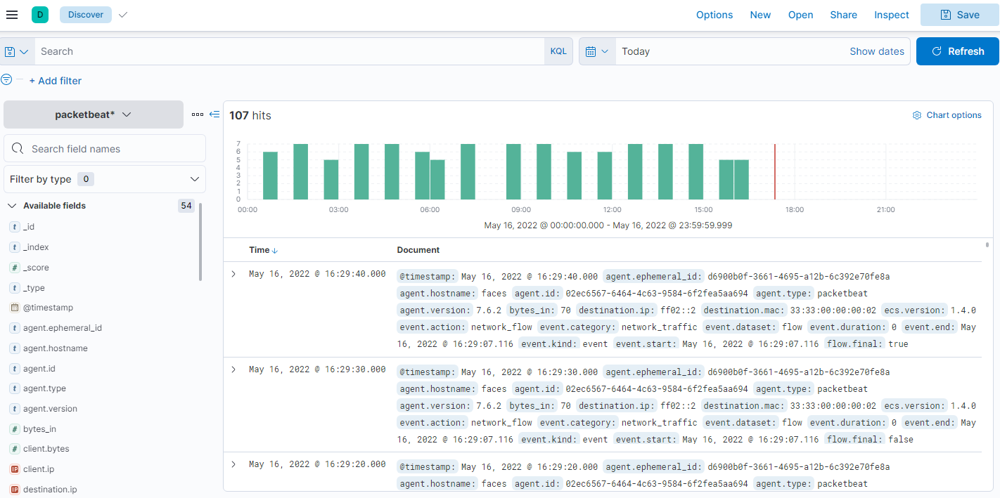 D Discover Options New Open Share Inspect Save
Search KQL Today Show dates Refresh
+ Add filter
packetbeat*
107 hits Chart options
Search field names
Filter by type 0
Available fields 54
_id
_index
_score
_type
@timestamp
agent.ephemeral_id
agent.hostname
agent.id
agent.type
agent.version
bytes_in
client.bytes
client.ip
destination.ip
7
6
5
4
3
2
1
0
00:00 03:00 06:00 09:00 12:00 15:00 18:00 21:00
May 16, 2022 @ 00:00:00.000 - May 16, 2022 @ 23:59:59.999
Time Document
May 16, 2022 @ 16:29:40.000 @timestamp: May 16, 2022 @ 16:29:40.000 agent.ephemeral_id: d6900b0f-3661-4695-a12b-6c392e70fe8a
agent.hostname: faces agent.id: 02ec6567-6464-4c63-9584-6f2fea5aa694 agent.type: packetbeat
agent.version: 7.6.2 bytes_in: 70 destination.ip: ff02::2 destination.mac: 33:33:00:00:00:02 ecs.version: 1.4.0
event.action: network_flow event.category: network_traffic event.dataset: flow event.duration: 0 event.end: May
16, 2022 @ 16:29:07.116 event.kind: event event.start: May 16, 2022 @ 16:29:07.116 flow.final: true
May 16, 2022 @ 16:29:30.000 @timestamp: May 16, 2022 @ 16:29:30.000 agent.ephemeral_id: d6900b0f-3661-4695-a12b-6c392e70fe8a
agent.hostname: faces agent.id: 02ec6567-6464-4c63-9584-6f2fea5aa694 agent.type: packetbeat
agent.version: 7.6.2 bytes_in: 70 destination.ip: ff02::2 destination.mac: 33:33:00:00:00:02 ecs.version: 1.4.0
event.action: network_flow event.category: network_traffic event.dataset: flow event.duration: 0 event.end: May
16, 2022 @ 16:29:07.116 event.kind: event event.start: May 16, 2022 @ 16:29:07.116 flow.final: false
May 16, 2022 @ 16:29:20.000 @timestamp: May 16, 2022 @ 16:29:20.000 agent.ephemeral_id: d6900b0f-3661-4695-a12b-6c392e70fe8a
agent.hostname: faces agent.id: 02ec6567-6464-4c63-9584-6f2fea5aa694 agent.type: packetbeat